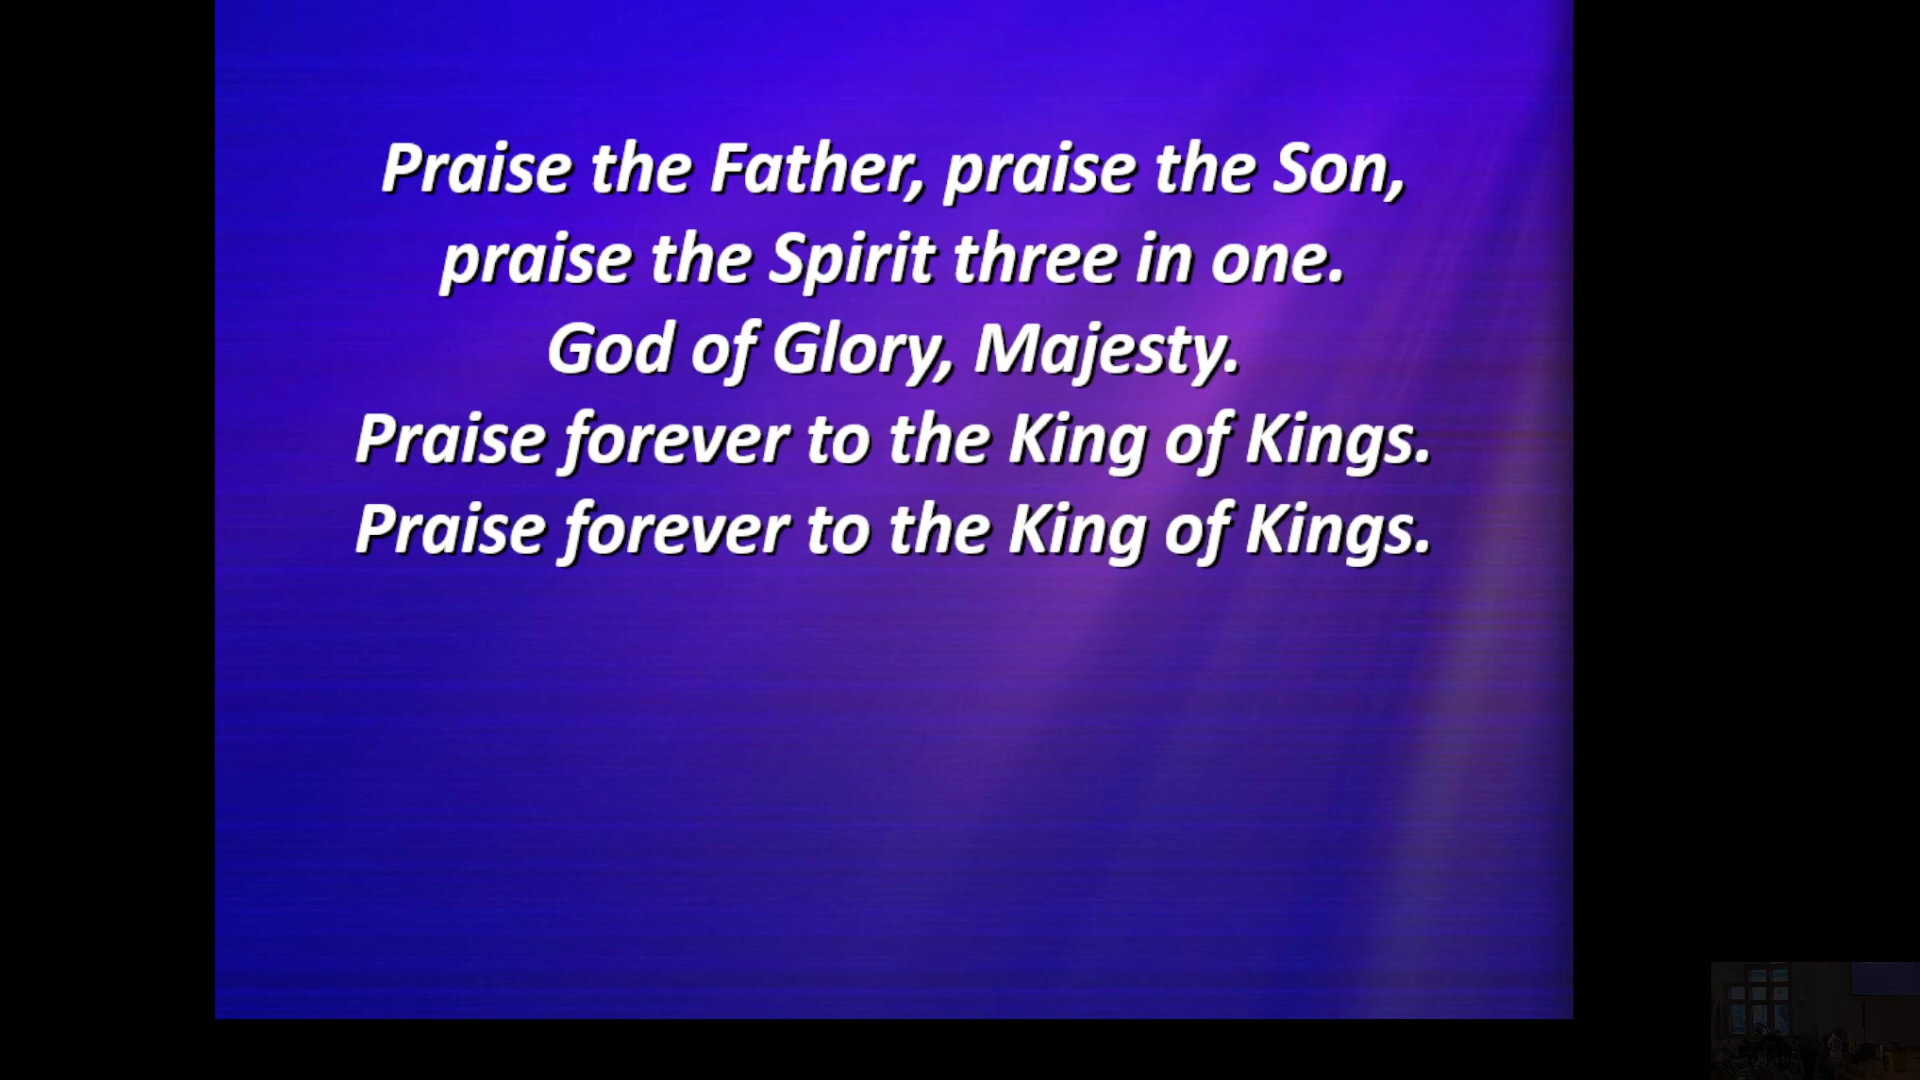 Praise the Father, praise the Son,
praise the Spirit three in one.
God of Glory, Majesty.
Praise forever to the King of Kings.
Praise forever to the King of Kings.